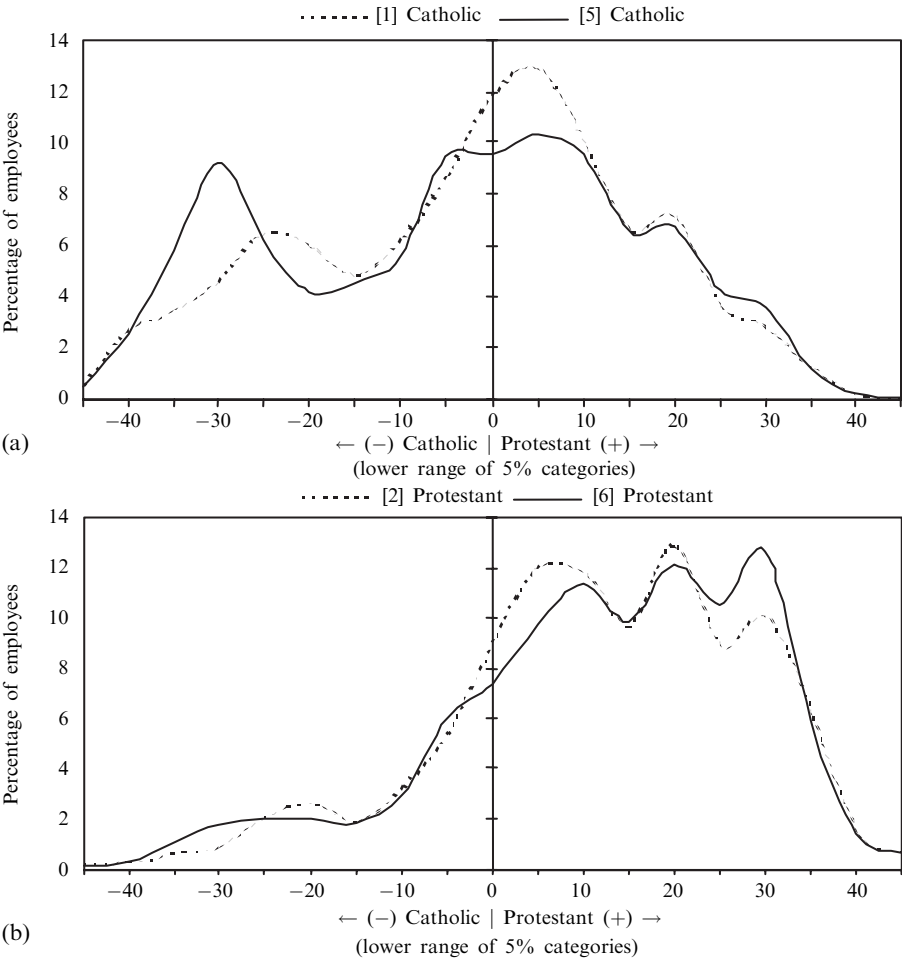 [1] Catholic [5] Catholic
14
12
10
8
6
4
2
0
Percentage of employees
−40 −30 −20 −10 0 10 20 30 40
(a)
← (−) Catholic | Protestant (+) →
(lower range of 5% categories)
[2] Protestant [6] Protestant
14
12
10
8
6
4
2
0
Percentage of employees
−40 −30 −20 −10 0 10 20 30 40
← (−) Catholic | Protestant (+) →
(b)
(lower range of 5% categories)